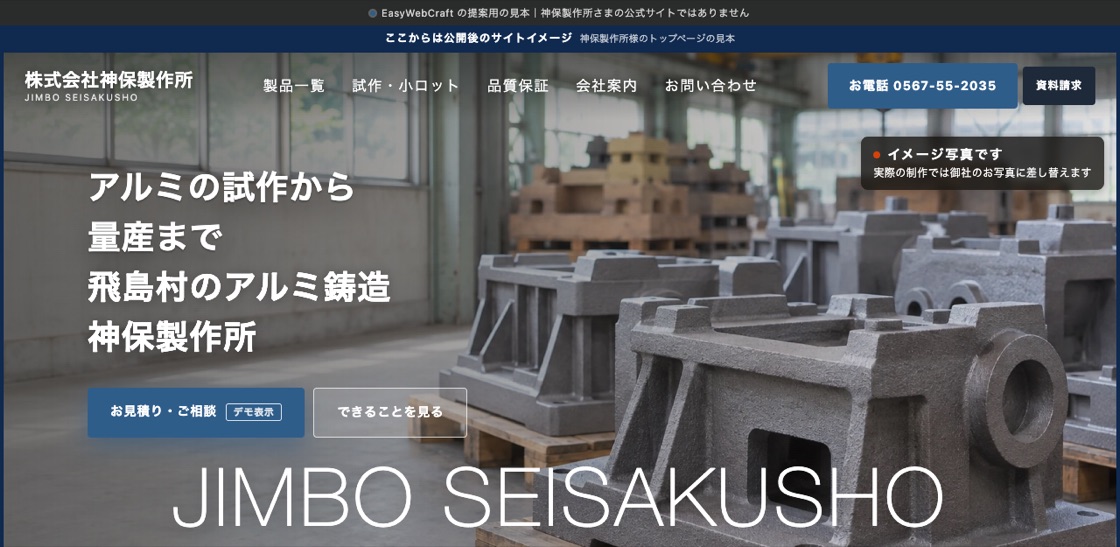 EasyWebCraft の提案用の見本｜神保製作所さまの公式サイトではありません
ここからは公開後のサイトイメージ 神保製作所様のトップページの見本
株式会社神保製作所
JIMBO SEISAKUSHO
製品一覧 試作・小ロット 品質保証 会社案内 お問い合わせ
お電話 0567-55-2035
資料請求
イメージ写真です
実際の制作では御社のお写真に差し替えます
アルミの試作から
量産まで
飛島村のアルミ鋳造
神保製作所
お見積り・ご相談 デモ表示
できることを見る
JIMBO SEISAKUSHO